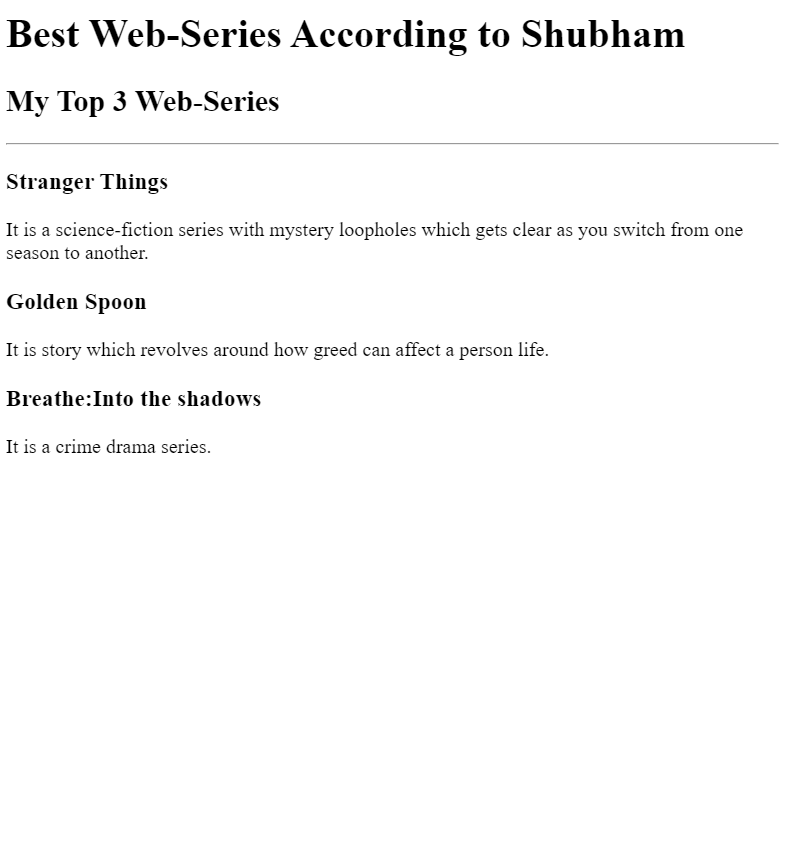 Best Web-Series According to Shubham
My Top 3 Web-Series
Stranger Things
It is a science-fiction series with mystery loopholes which gets clear as you switch from one
season to another.
Golden Spoon
It is story which revolves around how greed can affect a person life.
Breathe:Into the shadows
It is a crime drama series.